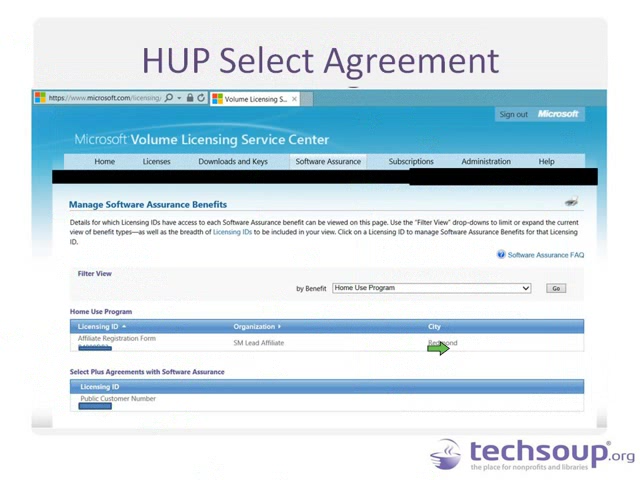 HUP Select Agreement
https://www.microsoft.com/licensing/
Volume Licensing S...
Sign out Microsoft
Microsoft Volume Licensing Service Center
Home Licenses Downloads and Keys Software Assurance Subscriptions Administration Help
Manage Software Assurance Benefits
Details for which Licensing IDs have access to each Software Assurance benefit can be viewed on this page. Use the "Filter View" drop-downs to limit or expand the current
view of benefit types—as well as the breadth of Licensing IDs to be included in your view. Click on a Licensing ID to manage Software Assurance Benefits for that Licensing
ID.
Software Assurance FAQ
Filter View
by Benefit Home Use Program Go
Home Use Program
Licensing ID Organization City
Affiliate Registration Form
SM Lead Affiliate Redmond
Select Plus Agreements with Software Assurance
Licensing ID
Public Customer Number
techsoup.org
the place for nonprofits and libraries